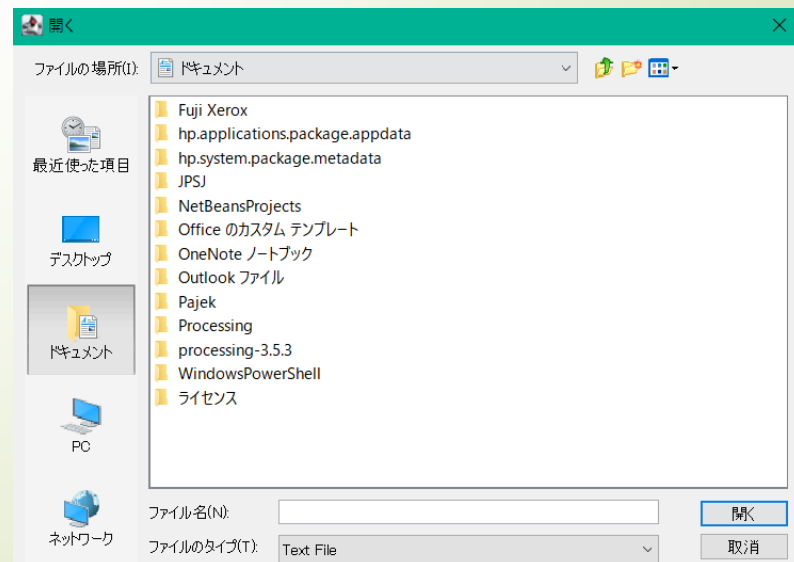 開く
ファイルの場所(I):
ドキュメント
最近使った項目
デスクトップ
ドキュメント
PC
ネットワーク
Fuji Xerox
hp.applications.package.appdata
hp.system.package.metadata
JPSJ
NetBeansProjects
Office のカスタム テンプレート
OneNote ノートブック
Outlook ファイル
Pajek
Processing
processing-3.5.3
WindowsPowerShell
ライセンス
ファイル名(N):
開く
ファイルのタイプ(T):
Text File
取消